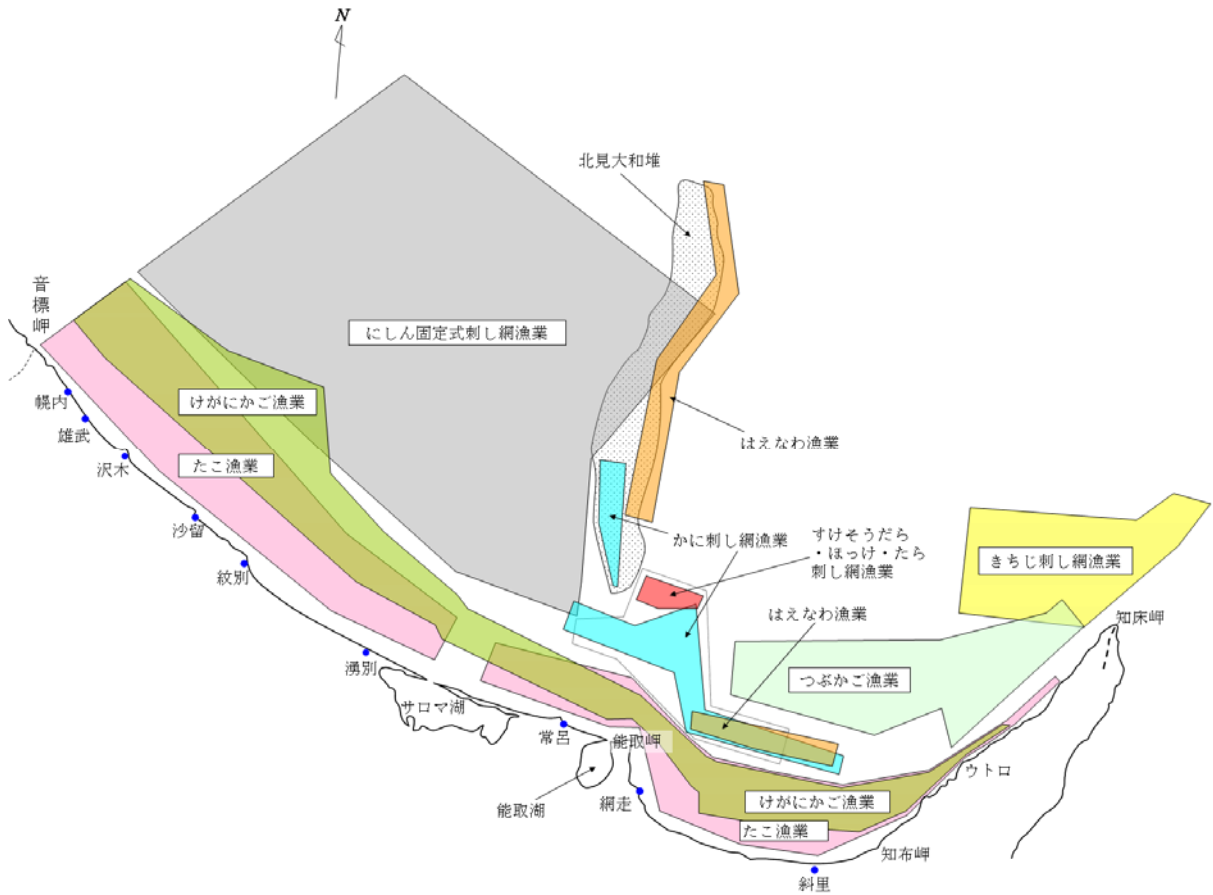 N
北見大和堆
音標岬
にしん固定式刺し網漁業
幌内
けがにかご漁業
雄武
はえなわ漁業
沢木
たこ漁業
沙留
かに刺し網漁業
すけそうだら
・ほっけ・たら
刺し網漁業
きちじ刺し網漁業
紋別
はえなわ漁業
知床岬
湧別
つぶかご漁業
サロマ湖
常呂
能取岬
ウトロ
能取湖
網走
けがにかご漁業
たこ漁業
知布岬
斜里